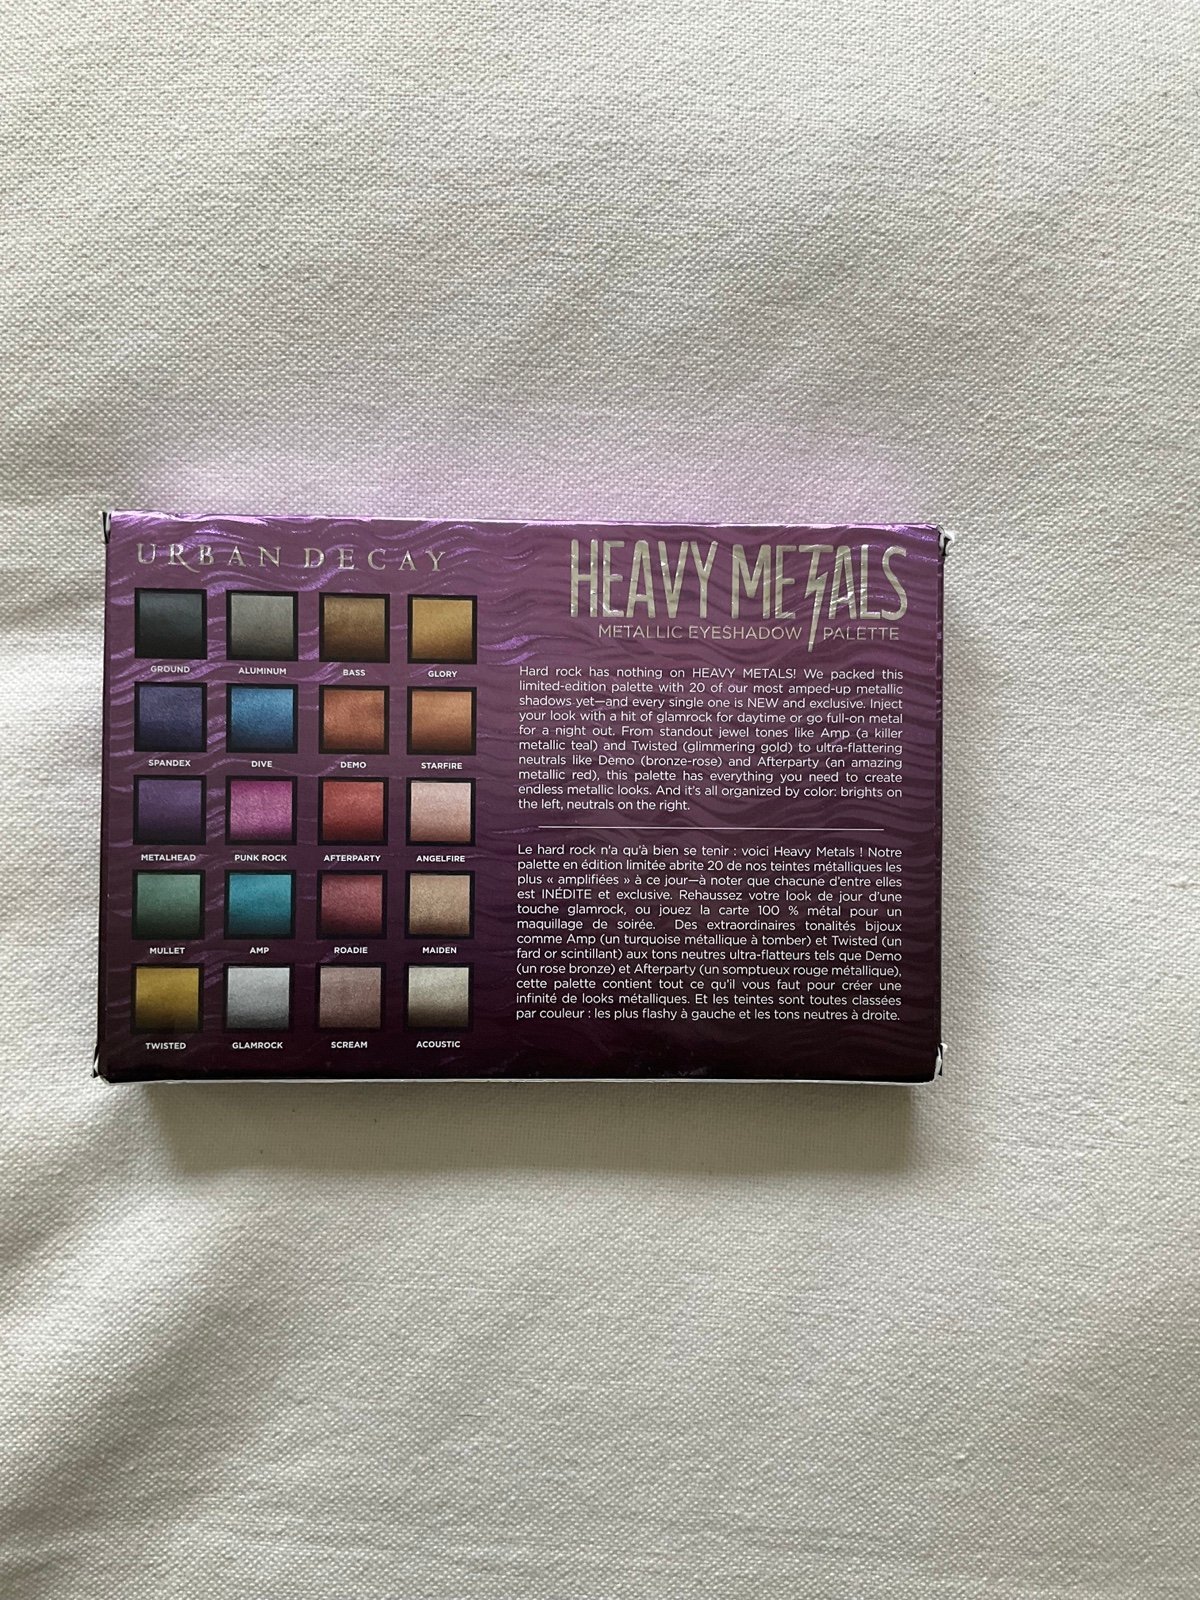 URBAN DECAY
GROUND ALUMINUM BASS GLORY
SPANDEX DIVE DEMO STARFIRE
METALHEAD PUNK ROCK AFTERPARTY ANGELFIRE
MULLET AMP ROADIE MAIDEN
TWISTED GLAMROCK SCREAM ACOUSTIC
HEAVY METALS
METALLIC EYESHADOW PALETTE
Hard rock has nothing on HEAVY METALS! We packed this
limited-edition palette with 20 of our most amped-up metallic
shadows yet—and every single one is NEW and exclusive. Inject
your look with a hit of glamrock for daytime or go full-on metal
for a night out. From standout jewel tones like Amp (a killer
metallic teal) and Twisted (glimmering gold) to ultra-flattering
neutrals like Demo (bronze-rose) and Afterparty (an amazing
metallic red), this palette has everything you need to create
endless metallic looks. And it's all organized by color: brights on
the left, neutrals on the right.
Le hard rock n'a qu'à bien se tenir : voici Heavy Metals ! Notre
palette en édition limitée abrite 20 de nos teintes métalliques les
plus « amplifiées » à ce jour—à noter que chacune d'entre elles
est INÉDITE et exclusive. Rehaussez votre look de jour d'une
touche glamrock, ou jouez la carte 100 % métal pour un
maquillage de soirée. Des extraordinaires tonalités bijoux
comme Amp (un turquoise métallique à tomber) et Twisted (un
fard or scintillant) aux tons neutres ultra-flatteurs tels que Demo
(un rose bronze) et Afterparty (un somptueux rouge métallique),
cette palette contient tout ce qu'il vous faut pour créer une
infinité de looks métalliques. Et les teintes sont toutes classées
par couleur : les plus flashy à gauche et les tons neutres à droite.